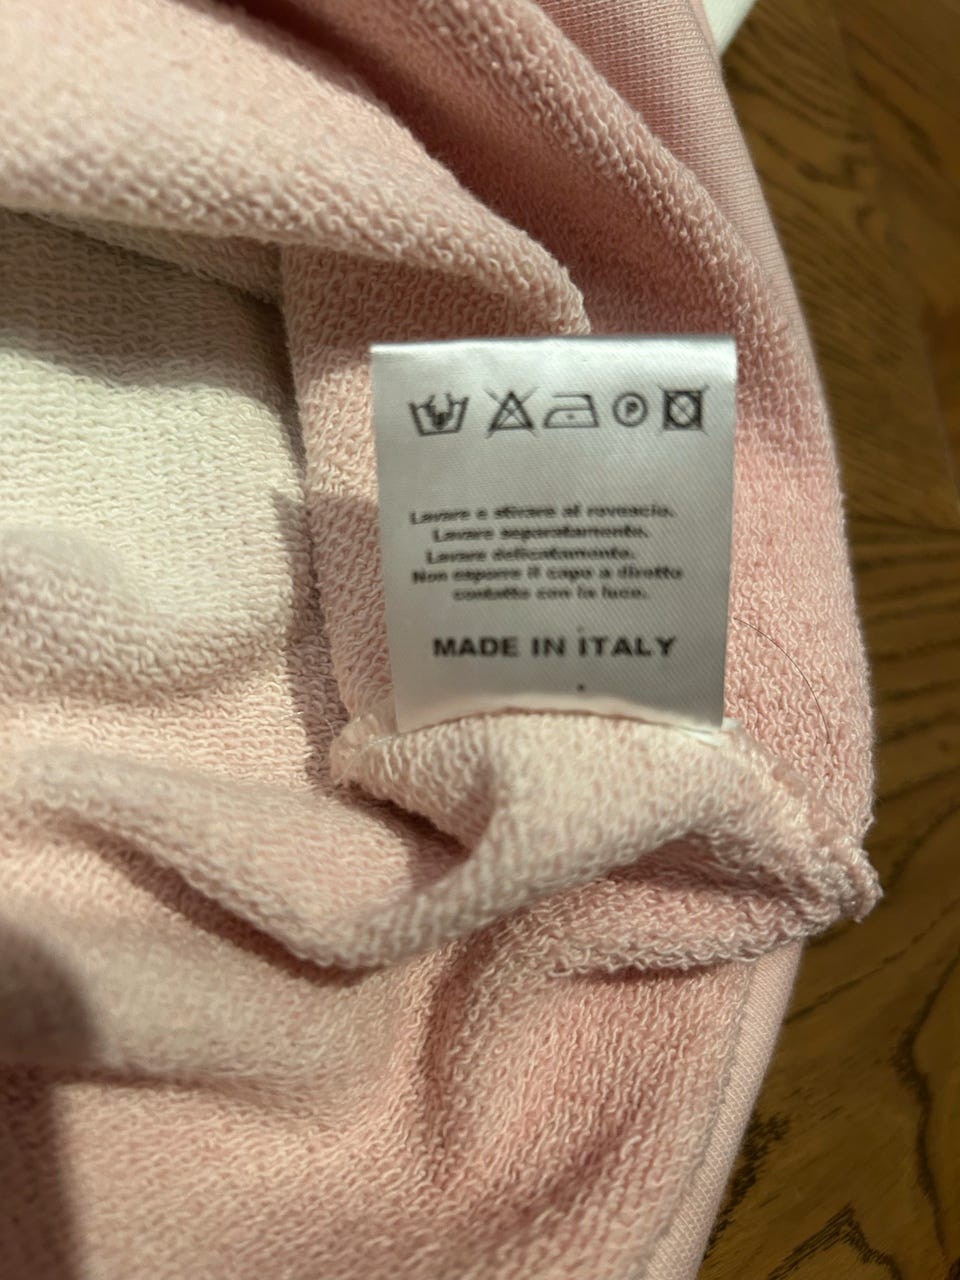 P
Lavare e stirare al rovescio.
Lavare separatamente.
Lavare delicatamente.
Non esporre il capo a diretto
contatto con la luce.
MADE IN ITALY